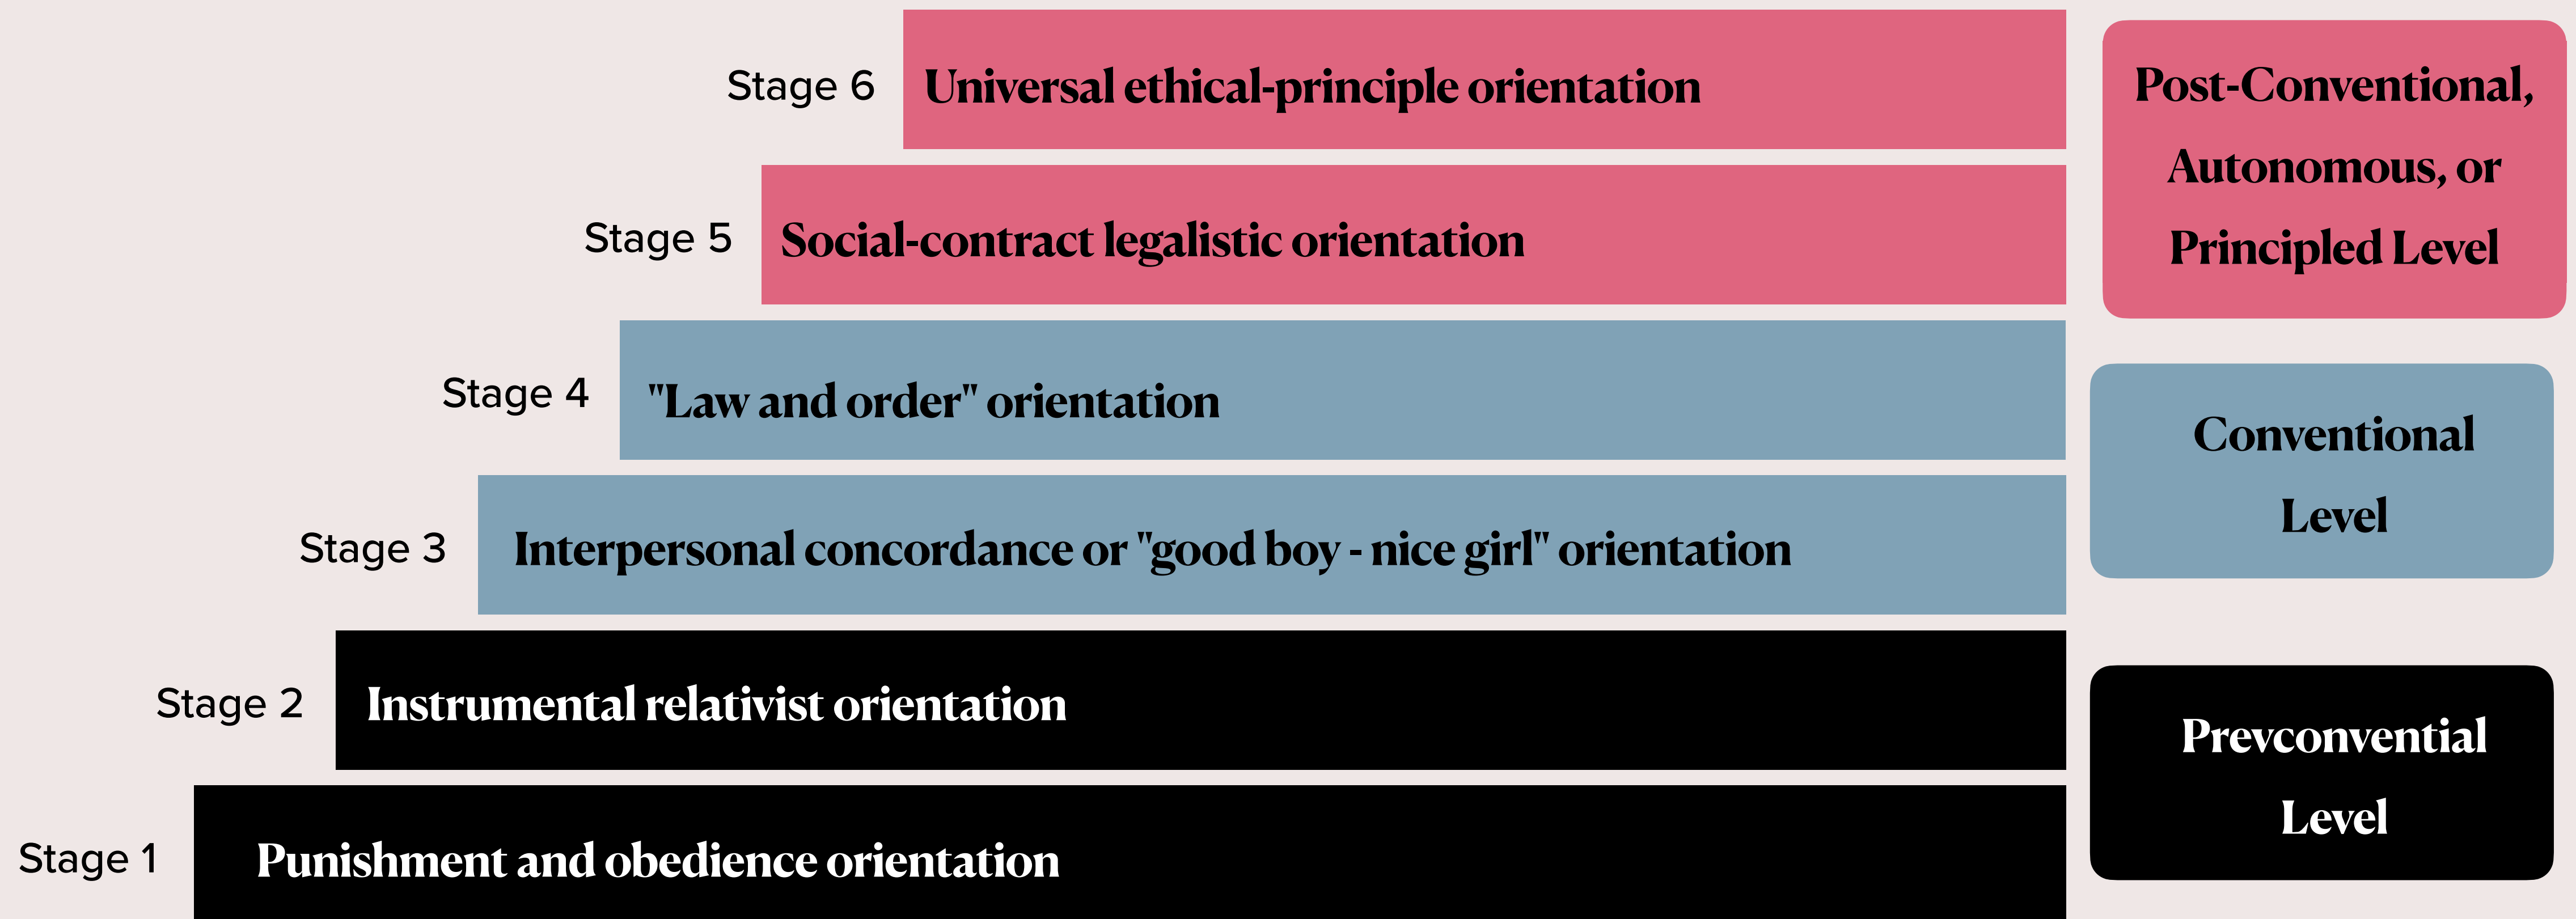 Stage 6 Universal ethical-principle orientation
Stage 5 Social-contract legalistic orientation
Stage 4 "Law and order" orientation
Stage 3 Interpersonal concordance or "good boy - nice girl" orientation
Stage 2 Instrumental relativist orientation
Stage 1 Punishment and obedience orientation
Post-Conventional,
Autonomous, or
Principled Level
Conventional
Level
Prevconvential
Level